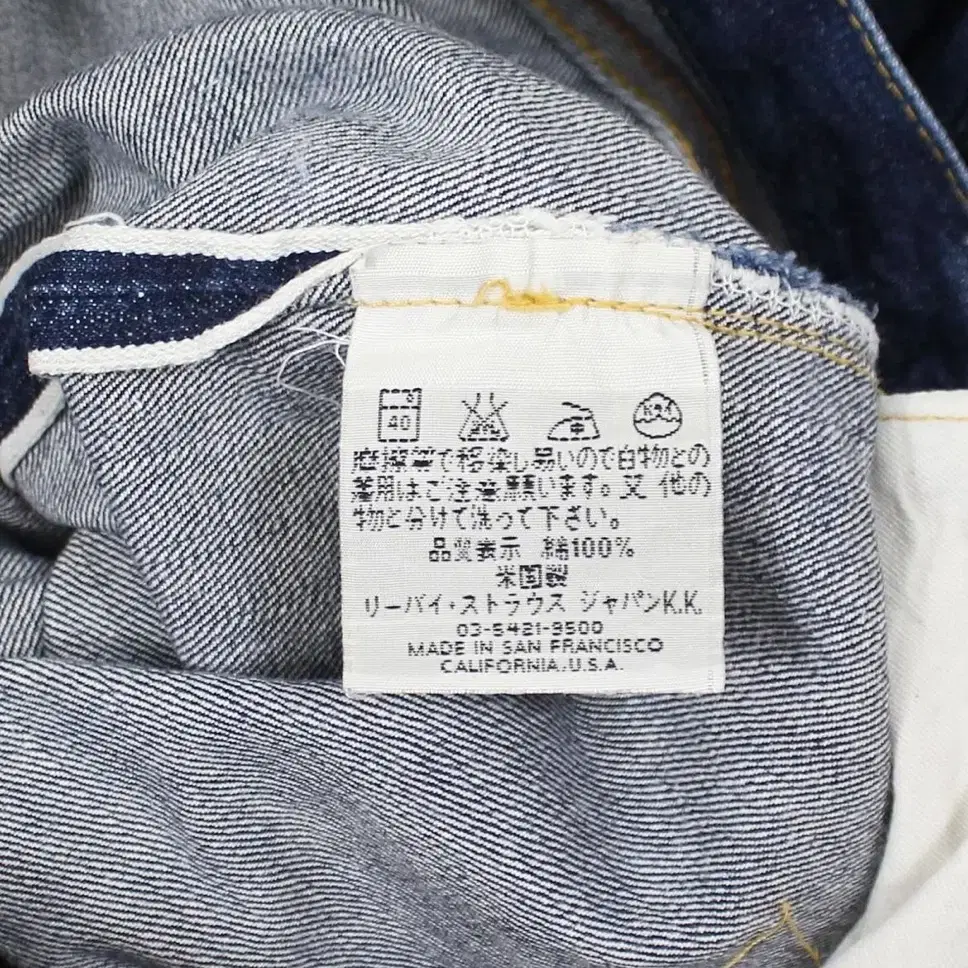 40
摩擦等で移染し易いので白物との
着用はご注意願います。又 他の
物と分けて洗って下さい。
品質表示 綿100%
米国製
リーバイ・ストラウス ジャパンK.K.
03-5421-9500
MADE IN SAN FRANCISCO
CALIFORNIA.U.S.A.